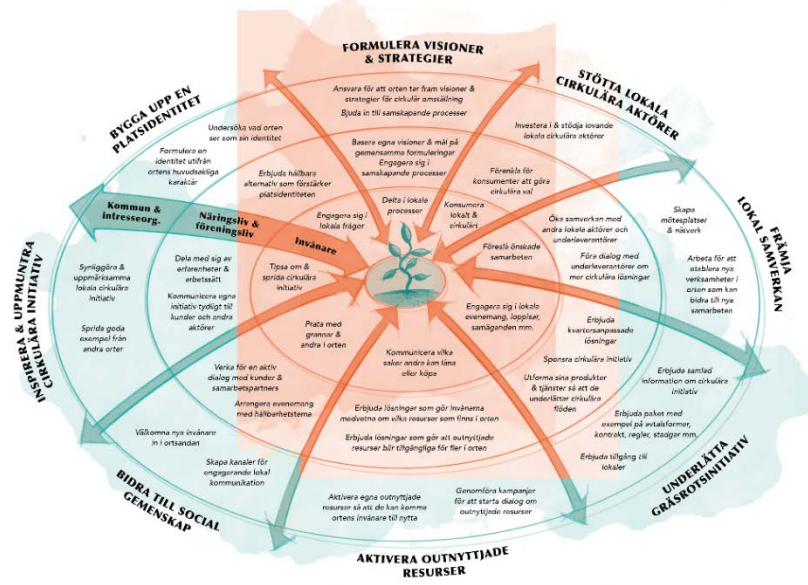 FORMULERA VISIONER
& STRATEGIER
Ansvara för att orten tar fram visioner &
strategier för cirkulär omställning
Bjuda in till samskapande processer
Basera egna visioner & mål på
gemensamma formuleringar
Engagera sig i
samskapande processer
Delta i lokala
processer
STÖTTA LOKALA
CIRKULÄRA AKTÖRER
Investera i & stödja lovande
lokala cirkulära aktörer
Förenkla för
konsumenter att göra
cirkulära val
Konsumera
lokalt &
cirkulärt
FRÄMJA
LOKAL SAMVERKAN
Skapa
mötesplatser
& nätverk
Arbeta för att
etablera nya
verksamheter i
orten som kan
bidra till nya
samarbeten
Öka samverkan med
andra lokala aktörer och
underleverantörer
Föra dialog med
underleverantörer om
mer cirkulära lösningar
Föreslå önskade
samarbeten
UNDERLÄTTA
GRÄSROTSINITIATIV
Erbjuda samlad
information om cirkulära
initiativ
Erbjuda paket med
exempel på avtalsformer,
kontrakt, regler, stadgar mm.
Erbjuda tillgång till
lokaler
Erbjuda
kvartersanpassade
lösningar
Sponsra cirkulära initiativ
Utforma sina produkter
& tjänster så att de
underlättar cirkulära
flöden
Engagera sig i lokala
evenemang, loppisar,
samåganden mm.
AKTIVERA OUTNYTTJADE
RESURSER
Aktivera egna outnyttjade
resurser så att de kan komma
ortens invånare till nytta
Genomföra kampanjer
för att starta dialog om
outnyttjade resurser
Erbjuda lösningar som gör invånarna
medvetna om vilka resurser som finns i orten
Erbjuda lösningar som gör att outnyttjade
resurser blir tillgängliga för fler i orten
Kommunicera vilka
saker andra kan låna
eller köpa
BIDRA TILL SOCIAL
GEMENSKAP
Välkomna nya invånare
in i ortsandan
Skapa kanaler för
engagerande lokal
kommunikation
Verka för en aktiv
dialog med kunder &
samarbetspartners
Arrangera evenemang
med hållbarhetstema
Prata med
grannar &
andra i orten
INSPIRERA & UPPMUNTRA
CIRKULÄRA INITIATIV
Synliggöra &
uppmärksamma
lokala cirkulära
initiativ
Sprida goda
exempel från
andra orter
Dela med sig av
erfarenheter &
arbetssätt
Kommunicera egna
initiativ tydligt till
kunder och andra
aktörer
Tipsa om &
sprida cirkulära
initiativ
BYGGA UPP EN
PLATSIDENTITET
Undersöka vad orten
ser som sin identitet
Formulera en
identitet utifrån
ortens huvudsakliga
karaktär
Erbjuda hållbara
alternativ som förstärker
platsidentiteten
Engagera sig i
lokala frågor
Kommun &
intresseorg.
Näringsliv &
föreningsliv
Invånare